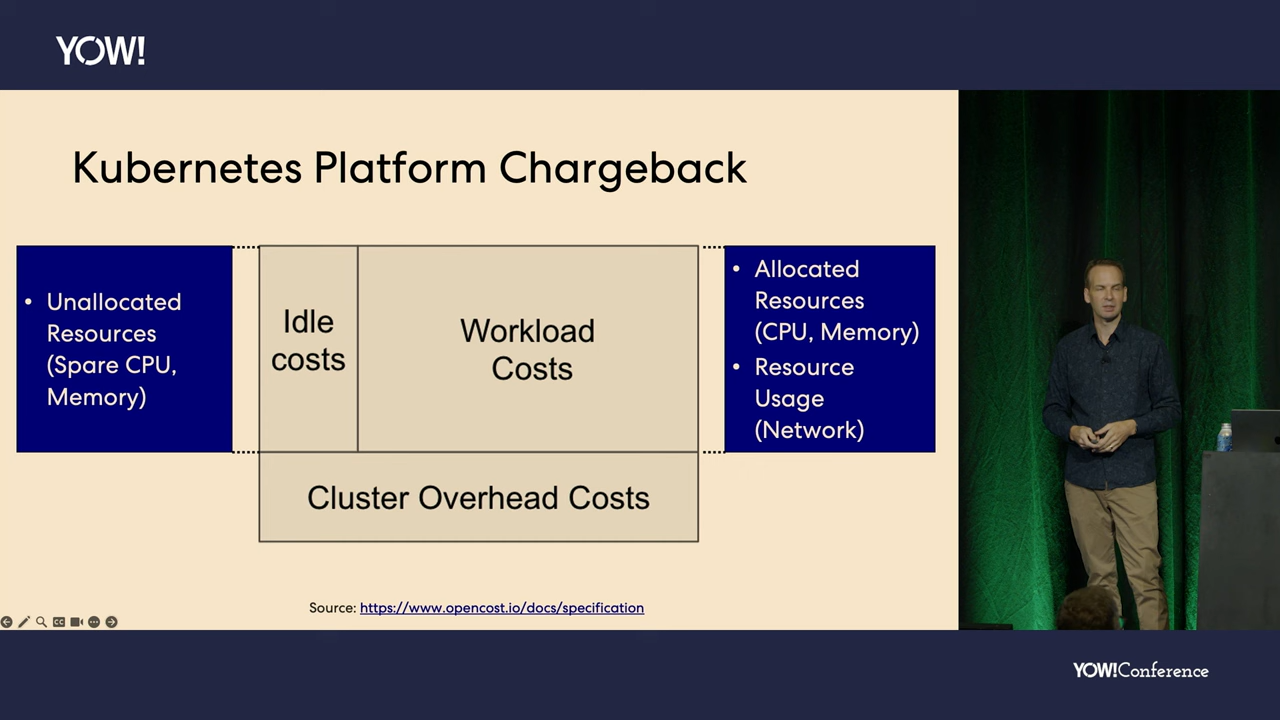 YOW!
Kubernetes Platform Chargeback
• Unallocated
Resources
(Spare CPU,
Memory)
Idle
costs
Workload
Costs
• Allocated
Resources
(CPU, Memory)
• Resource
Usage
(Network)
Cluster Overhead Costs
Source: https://www.opencost.io/docs/specification
CC
YOW!Conference